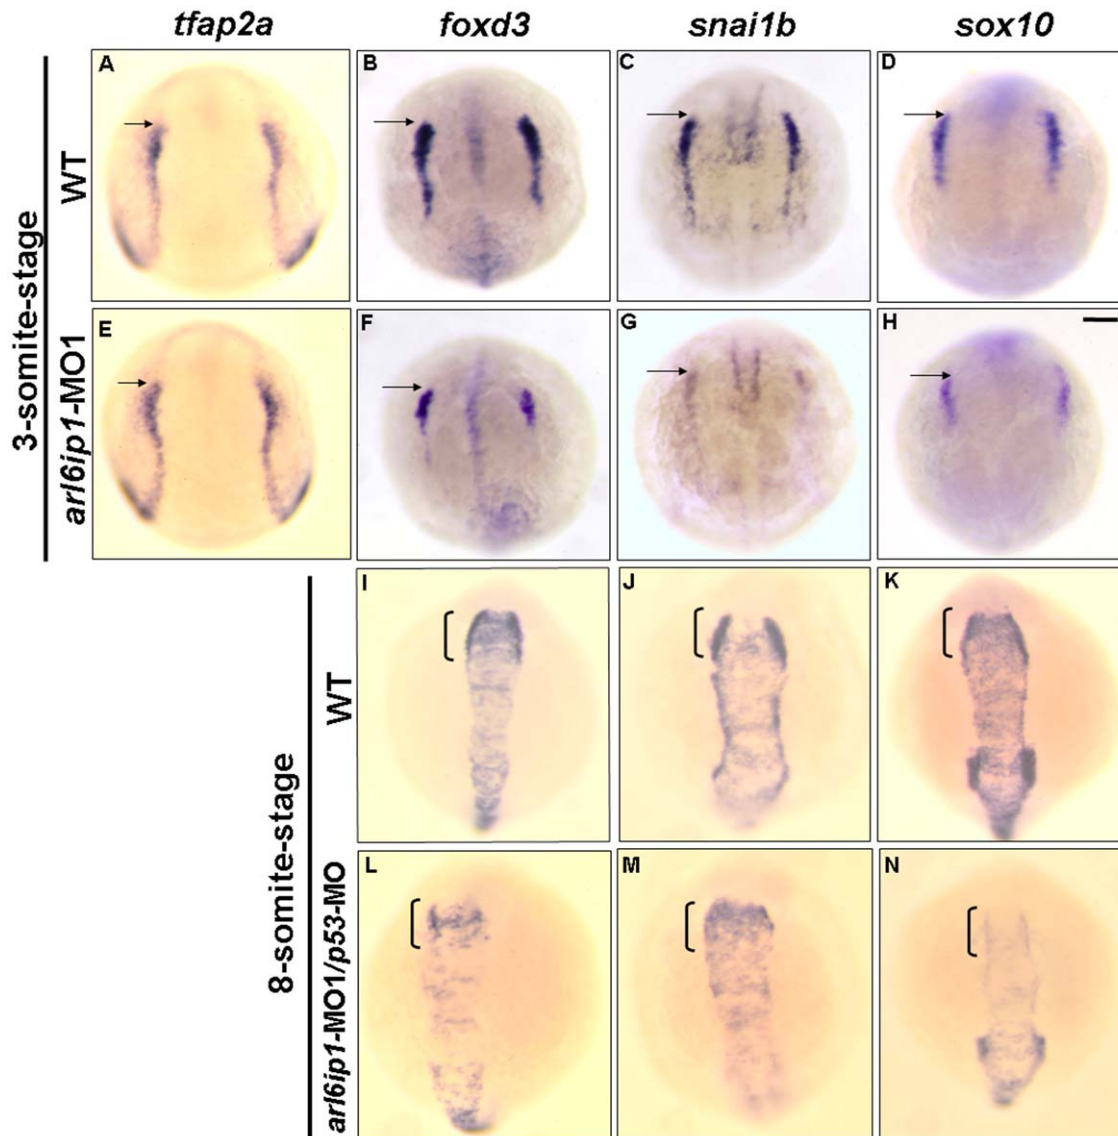 tfap2a foxd3 snai1b sox10
3-somite-stage
WT
A
B
C
D
arl6ip1-MO1
E
F
G
H
8-somite-stage
WT
I
J
K
arl6ip1-MO1/p53-MO
L
M
N